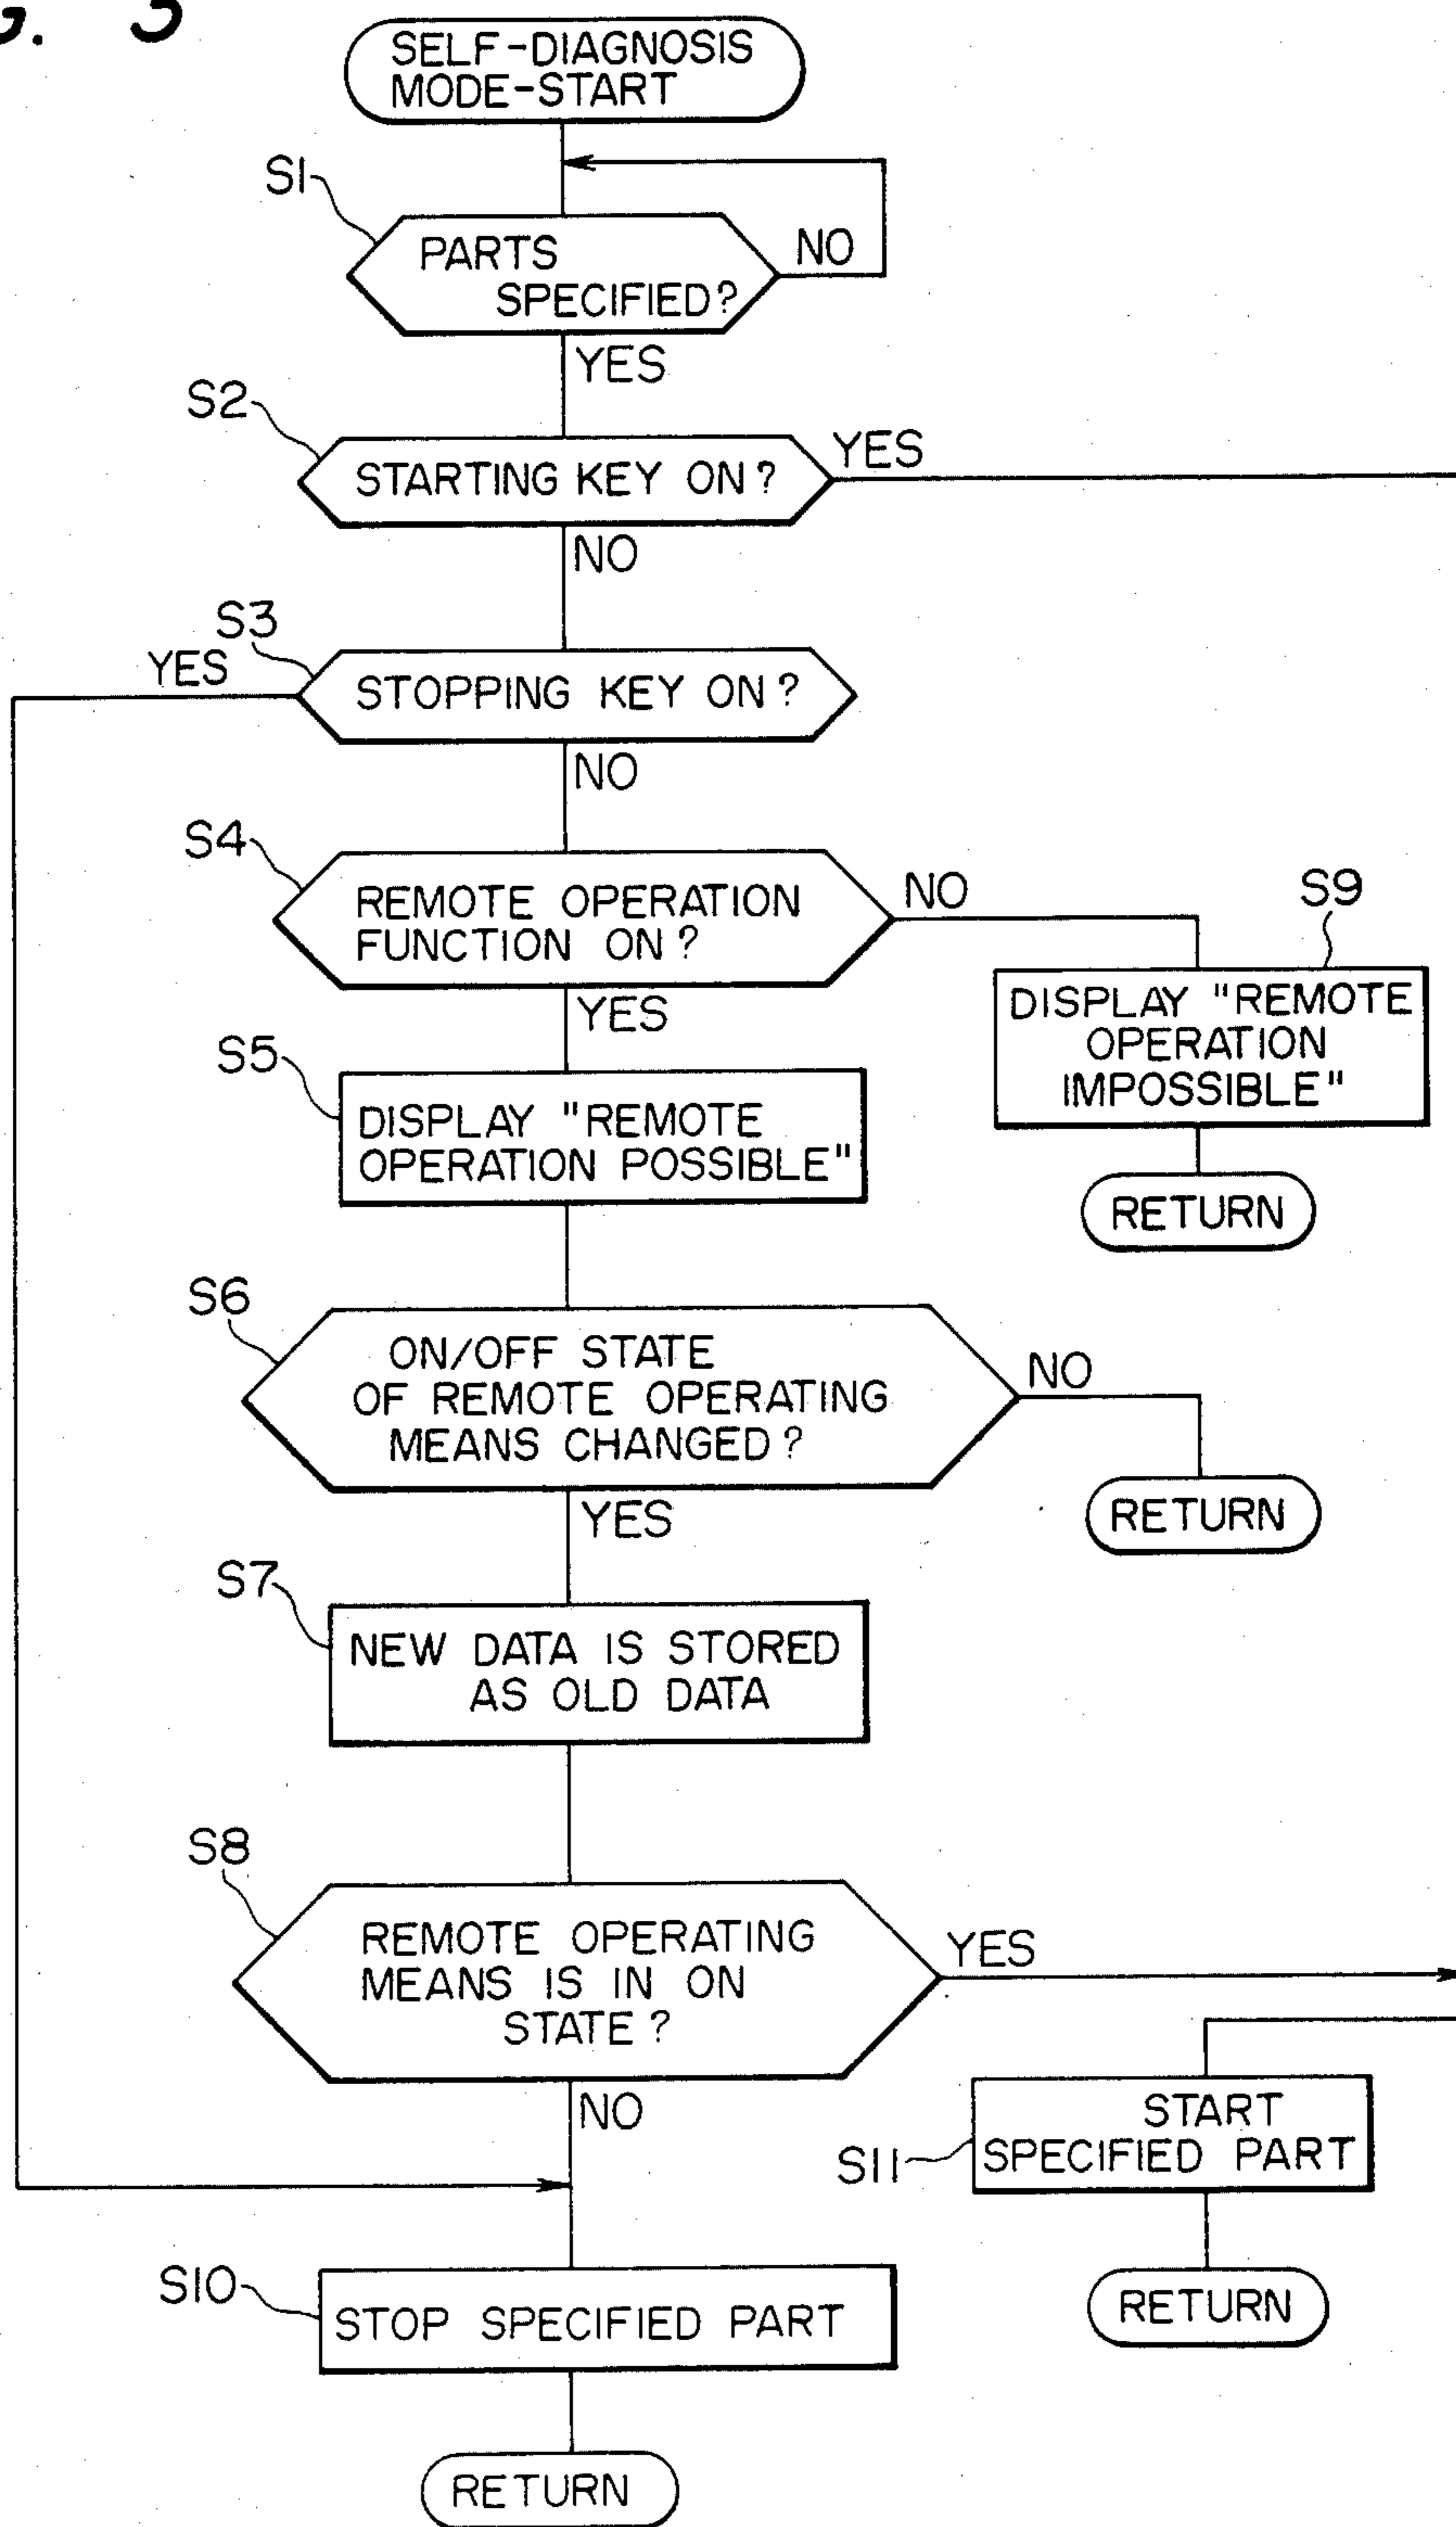 G. 3
SELF-DIAGNOSIS
MODE-START
S1
PARTS
SPECIFIED?
NO
YES
S2
STARTING KEY ON?
YES
NO
S3
YES
STOPPING KEY ON?
NO
S4
REMOTE OPERATION
FUNCTION ON?
NO
S9
DISPLAY "REMOTE
OPERATION
IMPOSSIBLE"
RETURN
YES
S5
DISPLAY "REMOTE
OPERATION POSSIBLE"
S6
ON/OFF STATE
OF REMOTE OPERATING
MEANS CHANGED?
NO
RETURN
YES
S7
NEW DATA IS STORED
AS OLD DATA
S8
REMOTE OPERATING
MEANS IS IN ON
STATE?
YES
NO
S11
START
SPECIFIED PART
RETURN
S10
STOP SPECIFIED PART
RETURN